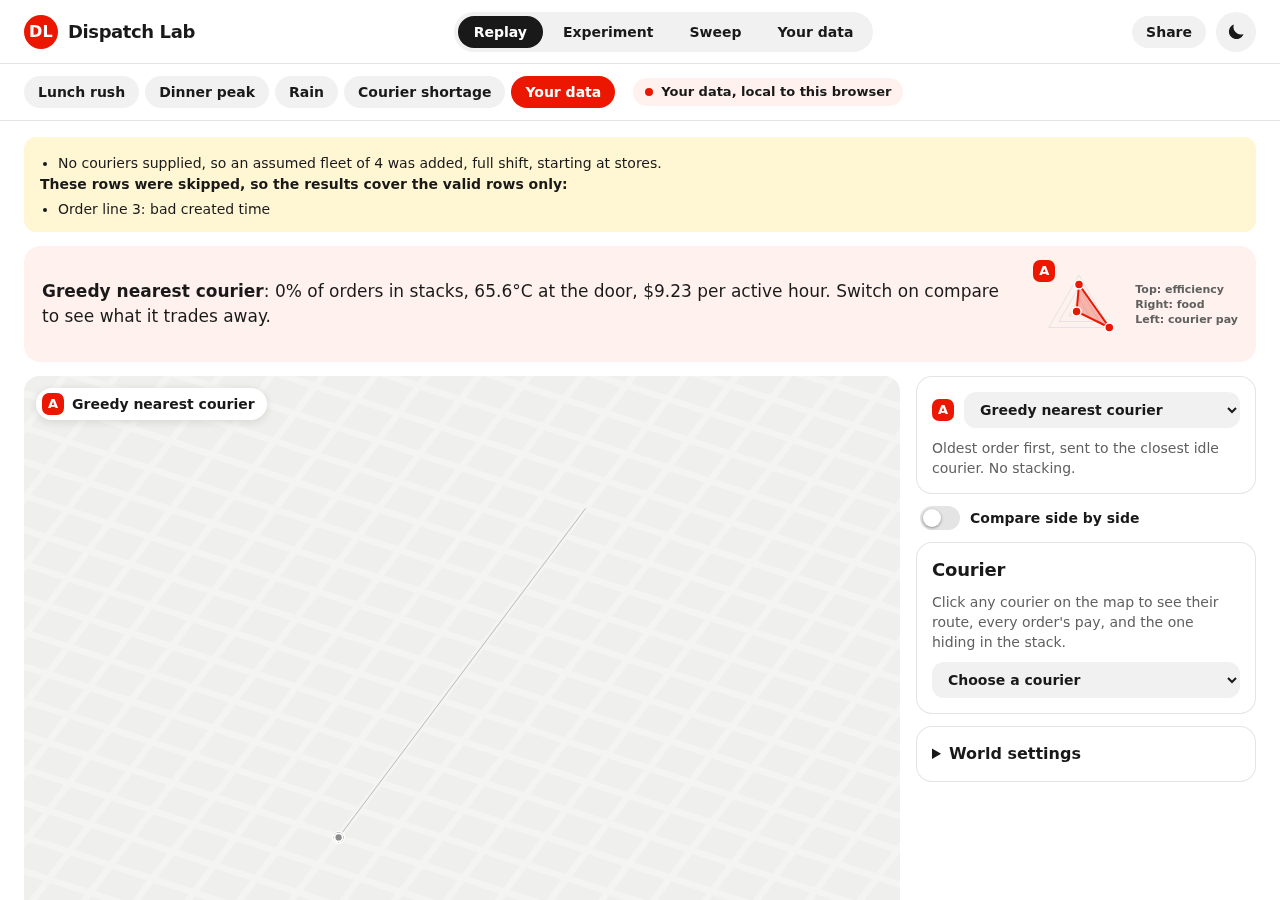 DL Dispatch Lab
Replay Experiment Sweep Your data
Share
Lunch rush Dinner peak Rain Courier shortage Your data Your data, local to this browser
• No couriers supplied, so an assumed fleet of 4 was added, full shift, starting at stores.
These rows were skipped, so the results cover the valid rows only:
• Order line 3: bad created time
Greedy nearest courier: 0% of orders in stacks, 65.6°C at the door, $9.23 per active hour. Switch on compare
to see what it trades away.
A
Top: efficiency
Right: food
Left: courier pay
A Greedy nearest courier
A Greedy nearest courier
Oldest order first, sent to the closest idle
courier. No stacking.
Compare side by side
Courier
Click any courier on the map to see their
route, every order's pay, and the one
hiding in the stack.
Choose a courier
World settings